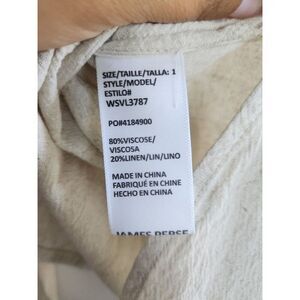 SIZE/TAILLE/TALLA: 1
STYLE/MODEL/
ESTILO#
WSVL3787
PO#4184900
80%VISCOSE/
VISCOSA
20%LINEN/LIN/LINO
MADE IN CHINA
FABRIQUÉ EN CHINE
HECHO EN CHINA
JAMES PERSE